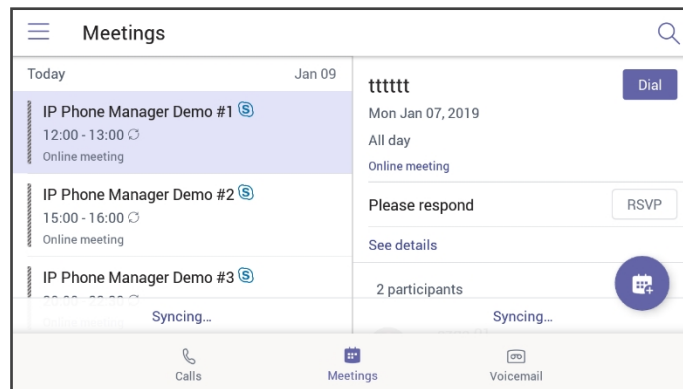 Meetings
Today Jan 09
IP Phone Manager Demo #1
12:00 - 13:00
Online meeting
IP Phone Manager Demo #2
15:00 - 16:00
Online meeting
IP Phone Manager Demo #3
Syncing...
tttttt
Dial
Mon Jan 07, 2019
All day
Online meeting
Please respond
RSVP
See details
2 participants
Syncing...
Calls
Meetings
Voicemail